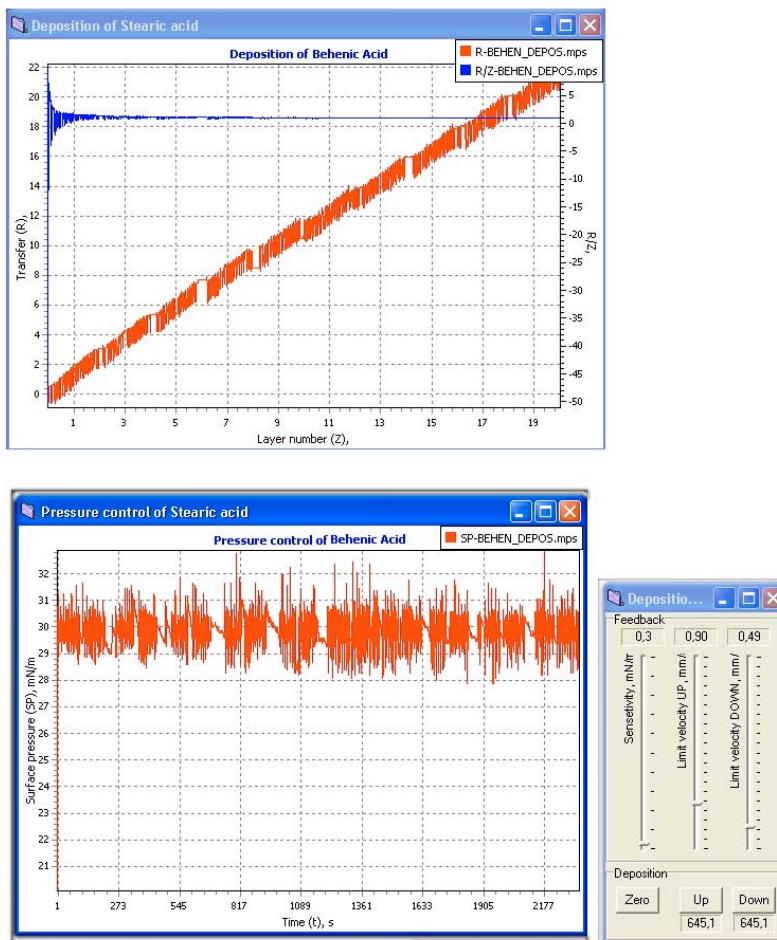 Deposition of Stearic acid
Deposition of Behenic Acid
R-BEHEN_DEPOS.mps
R/Z-BEHEN_DEPOS.mps
Transfer (R),
22
20
18
16
14
12
10
8
6
4
2
0
5
0
-5
-10
-15
-20
-25
-30
-35
-40
-45
-50
R/Z,
1
3
5
7
9
11
13
15
17
19
Layer number (Z),
Pressure control of Stearic acid
Pressure control of Behenic Acid
SP-BEHEN_DEPOS.mps
Surface pressure (SP), mN/m
32
31
30
29
28
27
26
25
24
23
22
21
1
273
545
817
1089
1361
1633
1905
2177
Time (t), s
Depositio...
Feedback
0,3
0,90
0,49
Sensetivity, mN/m
Limit velocity UP, mm/
Limit velocity DOWN, mm/
Deposition
Zero
Up
Down
645,1
645,1